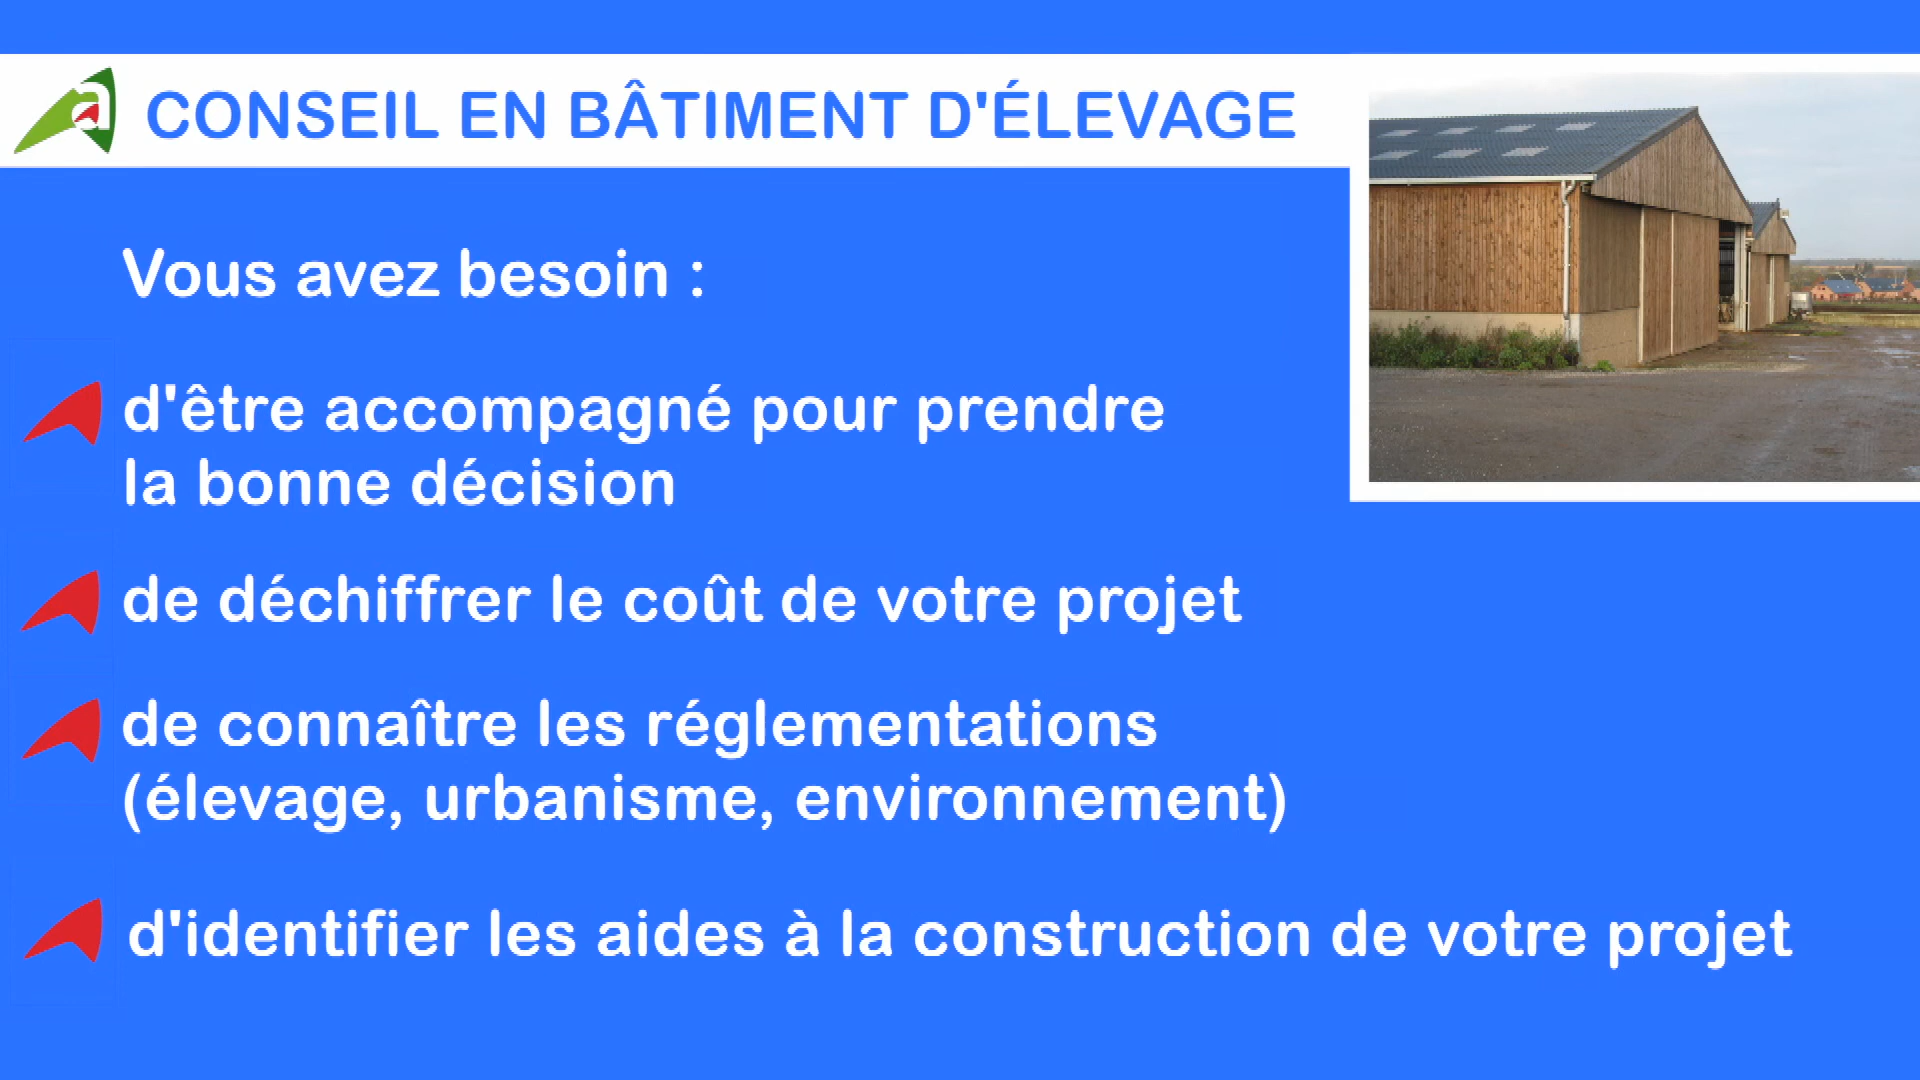 a
CONSEIL EN BÂTIMENT D'ÉLEVAGE
Vous avez besoin :
d'être accompagné pour prendre
la bonne décision
de déchiffrer le coût de votre projet
de connaître les réglementations
(élevage, urbanisme, environnement)
d'identifier les aides à la construction de votre projet